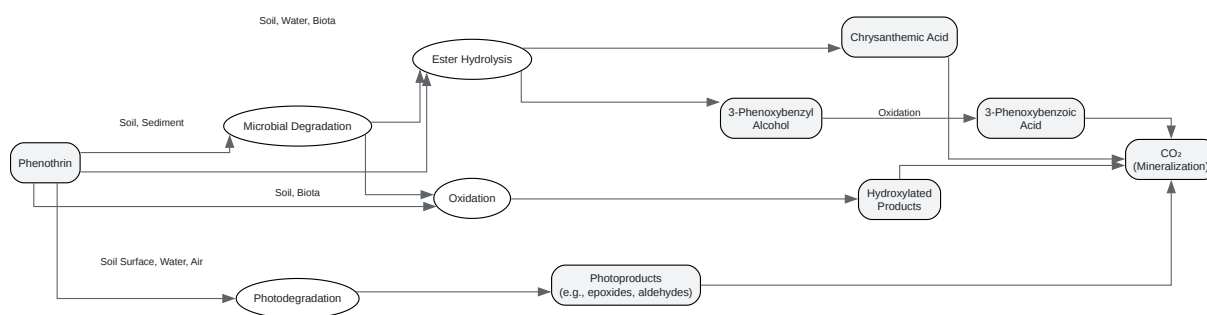 Soil, Water, Biota
Chrysanthemic Acid
Ester Hydrolysis
3-Phenoxybenzyl
Alcohol
Oxidation
3-Phenoxybenzoic
Acid
Soil, Sediment
Microbial Degradation
Phenothrin
CO₂
(Mineralization)
Soil, Biota
Oxidation
Hydroxylated
Products
Soil Surface, Water, Air
Photodegradation
Photoproducts
(e.g., epoxides, aldehydes)